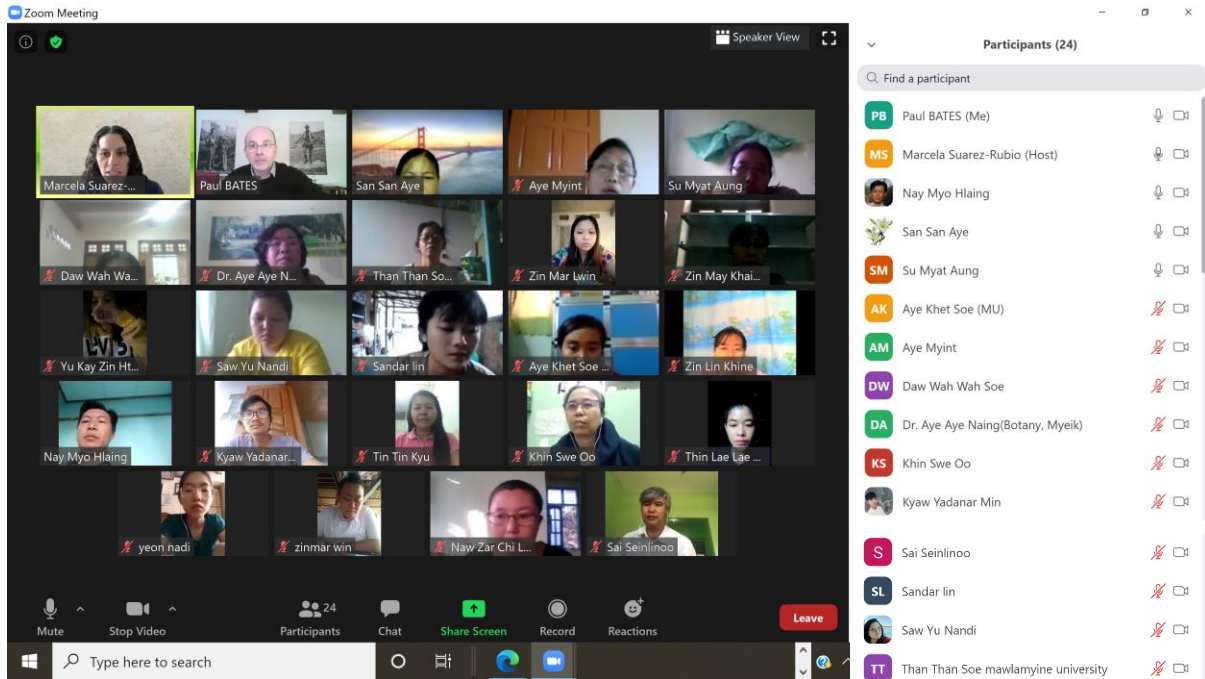 Zoom Meeting
Speaker View
Marcela Suarez-...
Paul BATES
San San Aye
Aye Myint
Su Myat Aung
Daw Wah Wa...
Dr. Aye Aye N...
Than Than So...
Zin Mar Lwin
Zin May Khai...
LEVIS
Yu Kay Zin Ht...
Saw Yu Nandi
Sandar lin
Aye Khet Soe ...
Zin Lin Khine
Nay Myo Hlaing
Kyaw Yadanar...
Tin Tin Kyu
Khin Swe Oo
Thin Lae Lae ...
yeon nadi
zinmar win
Naw Zar Chi L...
Sai Seinlinoo
24
Mute
Stop Video
Participants
Chat
Share Screen
Record
Reactions
Leave
Type here to search
Participants (24)
Find a participant
PB Paul BATES (Me)
MS Marcela Suarez-Rubio (Host)
Nay Myo Hlaing
San San Aye
SM Su Myat Aung
AK Aye Khet Soe (MU)
AM Aye Myint
DW Daw Wah Wah Soe
DA Dr. Aye Aye Naing(Botany, Myeik)
KS Khin Swe Oo
Kyaw Yadanar Min
S Sai Seinlinoo
SL Sandar lin
Saw Yu Nandi
TT Than Than Soe mawlamyine university